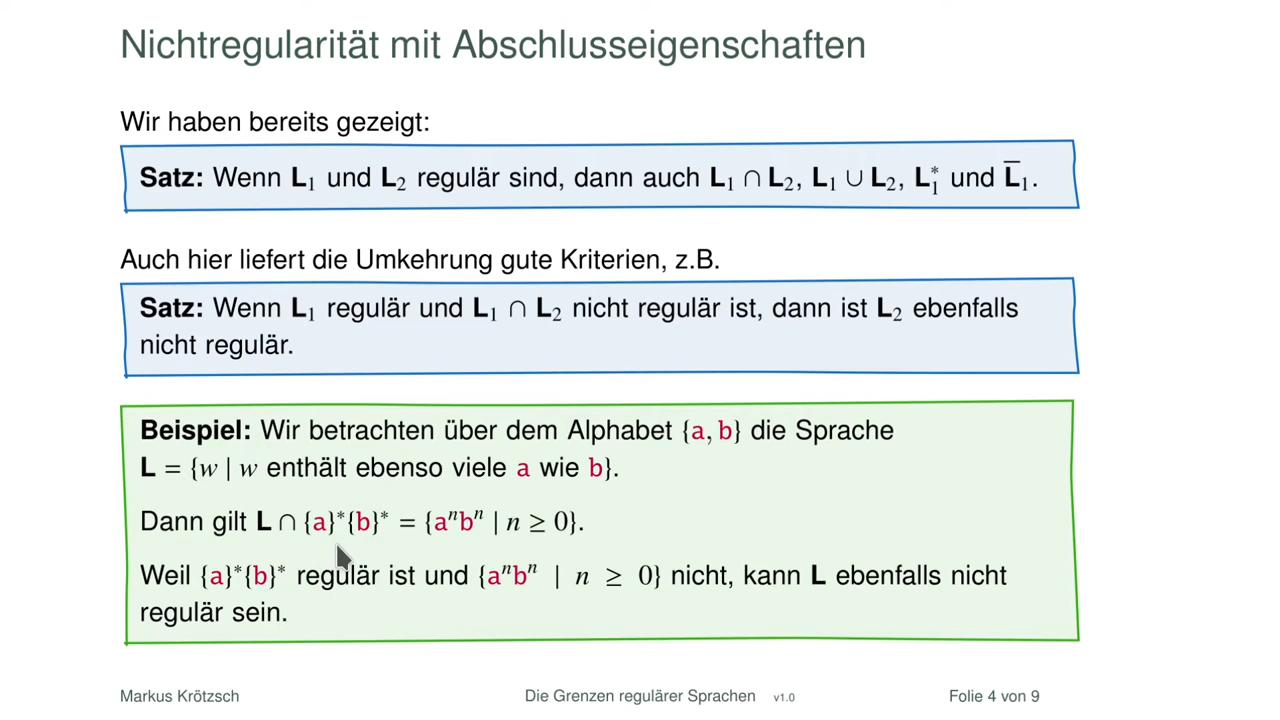 Nichtregularität mit Abschlusseigenschaften
Wir haben bereits gezeigt:
Satz: Wenn L₁ und L₂ regulär sind, dann auch L₁ ∩ L₂, L₁ ∪ L₂, L₁* und L̅₁.
Auch hier liefert die Umkehrung gute Kriterien, z.B.
Satz: Wenn L₁ regulär und L₁ ∩ L₂ nicht regulär ist, dann ist L₂ ebenfalls
nicht regulär.
Beispiel: Wir betrachten über dem Alphabet {a, b} die Sprache
L = {w | w enthält ebenso viele a wie b}.
Dann gilt L ∩ {a}*{b}* = {aⁿbⁿ | n ≥ 0}.
Weil {a}*{b}* regulär ist und {aⁿbⁿ | n ≥ 0} nicht, kann L ebenfalls nicht
regulär sein.
Markus Krötzsch Die Grenzen regulärer Sprachen v1.0 Folie 4 von 9